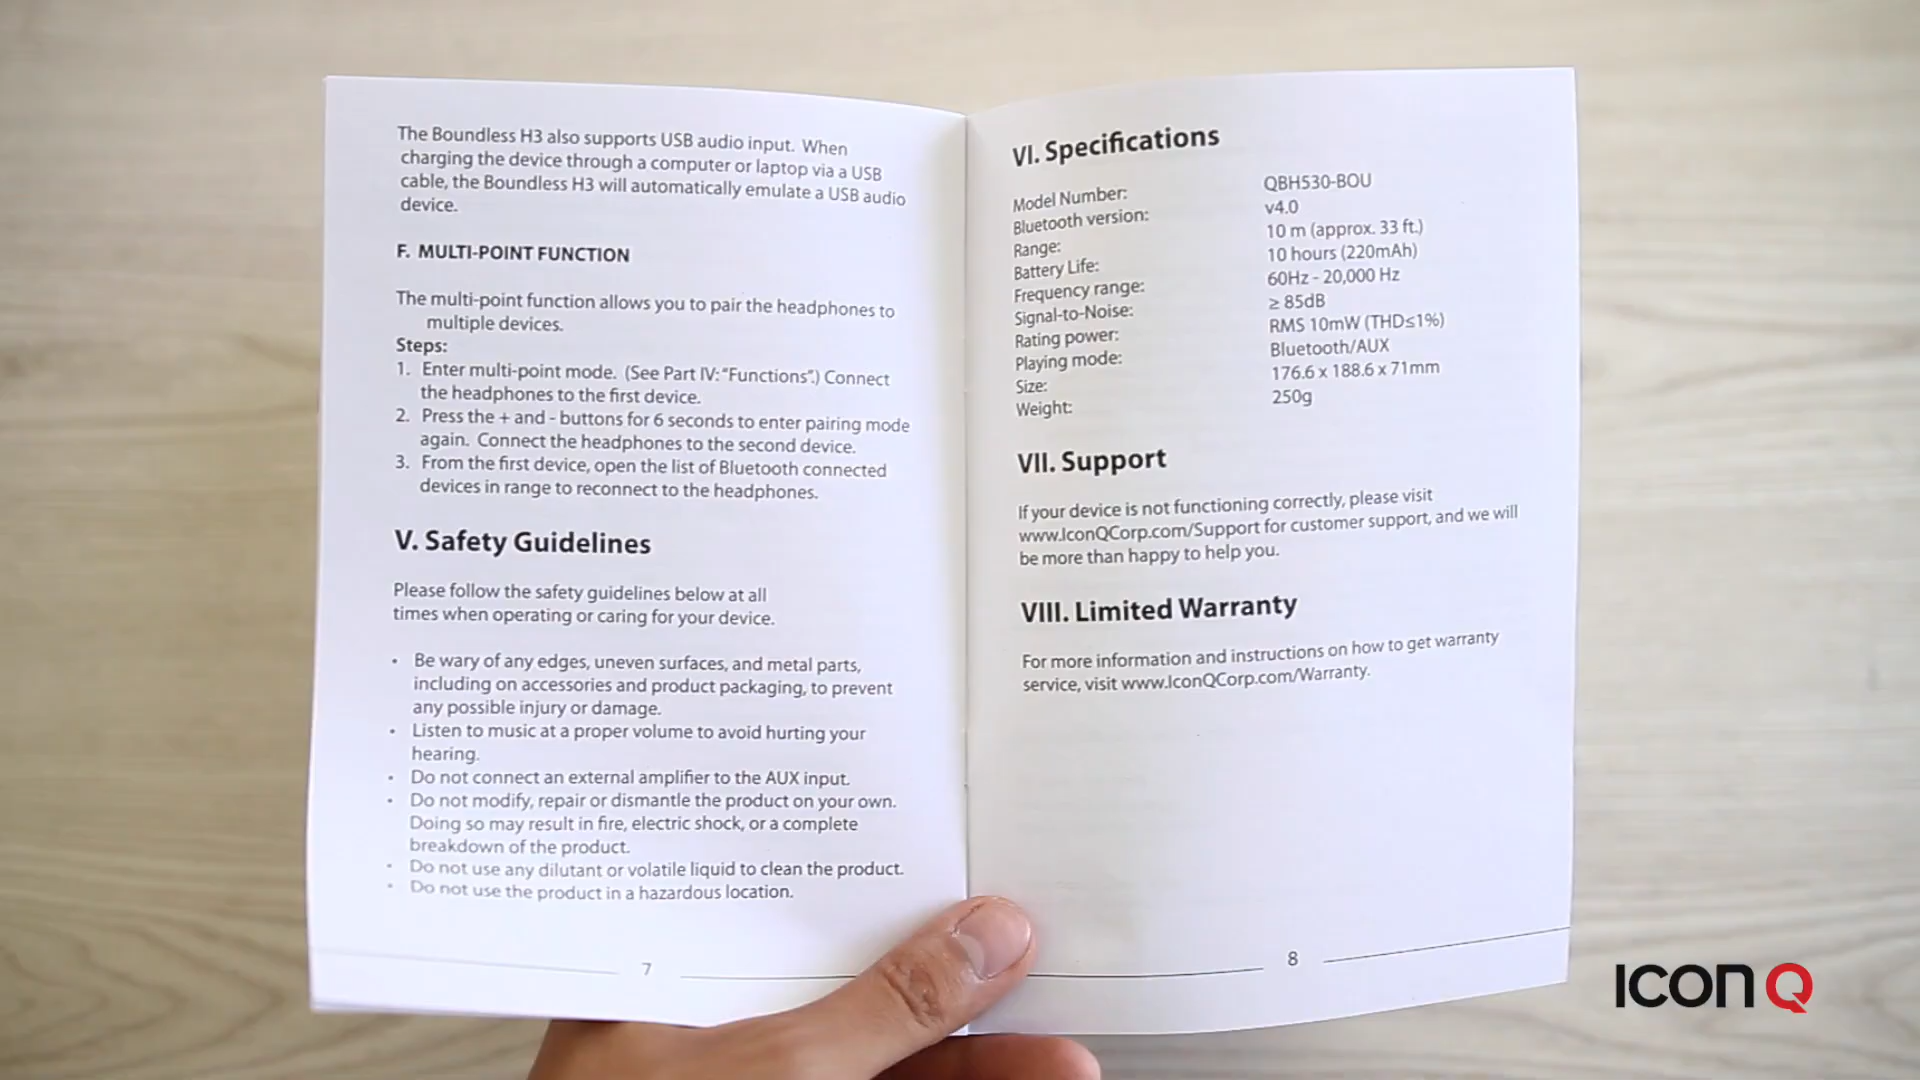 The Boundless H3 also supports USB audio input. When
charging the device through a computer or laptop via a USB
cable, the Boundless H3 will automatically emulate a USB audio
device.
F. MULTI-POINT FUNCTION
The multi-point function allows you to pair the headphones to
multiple devices.
Steps:
1. Enter multi-point mode. (See Part IV: "Functions".) Connect
the headphones to the first device.
2. Press the + and - buttons for 6 seconds to enter pairing mode
again. Connect the headphones to the second device.
3. From the first device, open the list of Bluetooth connected
devices in range to reconnect to the headphones.
V. Safety Guidelines
Please follow the safety guidelines below at all
times when operating or caring for your device.
• Be wary of any edges, uneven surfaces, and metal parts,
including on accessories and product packaging, to prevent
any possible injury or damage.
• Listen to music at a proper volume to avoid hurting your
hearing.
• Do not connect an external amplifier to the AUX input.
• Do not modify, repair or dismantle the product on your own.
Doing so may result in fire, electric shock, or a complete
breakdown of the product.
• Do not use any dilutant or volatile liquid to clean the product.
• Do not use the product in a hazardous location.
7
VI. Specifications
Model Number: QBH530-BOU
Bluetooth version: v4.0
Range: 10 m (approx. 33 ft.)
Battery Life: 10 hours (220mAh)
Frequency range: 60Hz - 20,000 Hz
Signal-to-Noise: ≥ 85dB
Rating power: RMS 10mW (THD≤1%)
Playing mode: Bluetooth/AUX
Size: 176.6 x 188.6 x 71mm
Weight: 250g
VII. Support
If your device is not functioning correctly, please visit
www.IconQCorp.com/Support for customer support, and we will
be more than happy to help you.
VIII. Limited Warranty
For more information and instructions on how to get warranty
service, visit www.IconQCorp.com/Warranty.
8
ICON Q